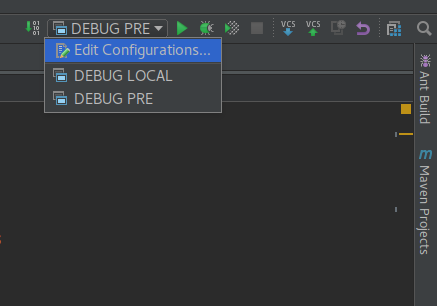 DEBUG PRE
VCS
VCS
Edit Configurations...
DEBUG LOCAL
DEBUG PRE
Ant Build
m Maven Projects